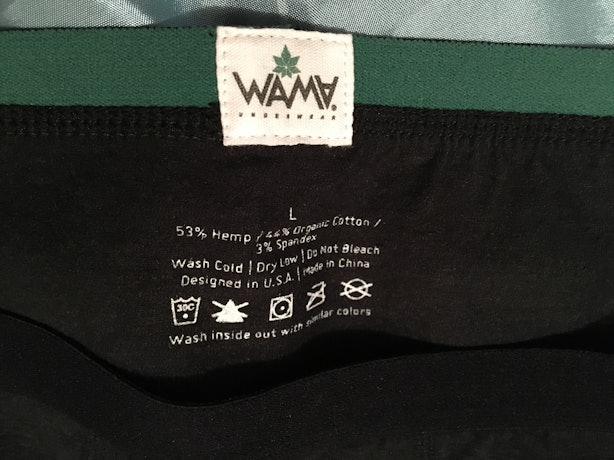 WAMA
UNDERWEAR
L
53% Hemp / 44% Organic Cotton /
3% Spandex
Wash Cold | Dry Low | Do Not Bleach
Designed in U.S.A. | Made in China
30C
Wash inside out with similar colors